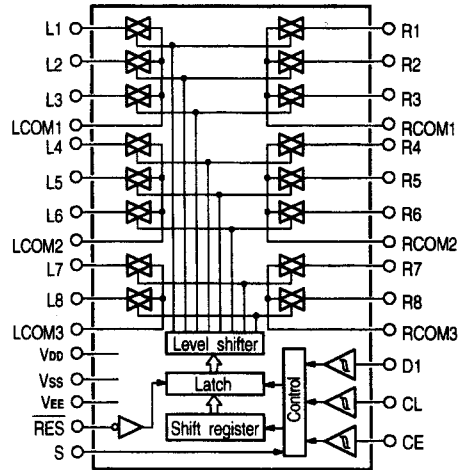 L1 R1
L2 R2
L3 R3
LCOM1 RCOM1
L4 R4
L5 R5
L6 R6
LCOM2 RCOM2
L7 R7
L8 R8
LCOM3 RCOM3
Level shifter
VDD D1
VSS Latch
VEE Control CL
RES Shift register
S CE